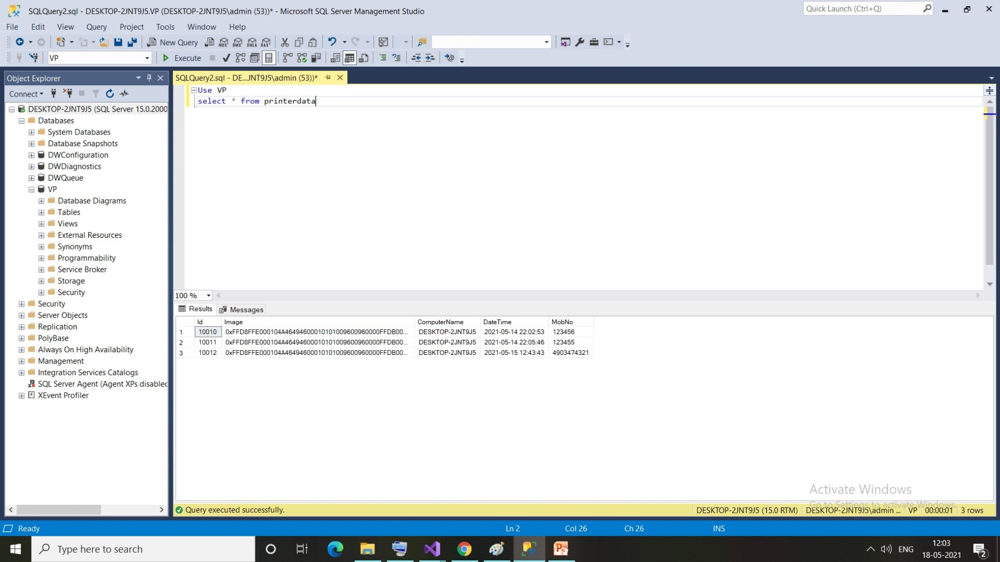 SQLQuery2.sql - DESKTOP-2JNT9J5.VP (DESKTOP-2JNT9J5\admin (53))* - Microsoft SQL Server Management Studio
Quick Launch (Ctrl+Q)
File Edit View Query Project Tools Window Help
New Query MDX DMX XMLA DAX
VP Execute
Object Explorer
SQLQuery2.sql - DE...JNT9J5\admin (53))*
Connect
Use VP
select * from printerdata
DESKTOP-2JNT9J5 (SQL Server 15.0.2000
Databases
System Databases
Database Snapshots
DWConfiguration
DWDiagnostics
DWQueue
VP
Database Diagrams
Tables
Views
External Resources
Synonyms
Programmability
Service Broker
Storage
Security
Security
Server Objects
Replication
PolyBase
Always On High Availability
Management
Integration Services Catalogs
SQL Server Agent (Agent XPs disabled
XEvent Profiler
100 %
Results Messages
Id Image ComputerName DateTime MobNo
1 10010 0xFFD8FFE000104A46494600010101009600960000FFDB00... DESKTOP-2JNT9J5 2021-05-14 22:02:53 123456
2 10011 0xFFD8FFE000104A46494600010101009600960000FFDB00... DESKTOP-2JNT9J5 2021-05-14 22:05:46 123455
3 10012 0xFFD8FFE000104A46494600010101009600960000FFDB00... DESKTOP-2JNT9J5 2021-05-15 12:43:43 4903474321
Activate Windows
Go to Settings to activate Windows.
Query executed successfully. DESKTOP-2JNT9J5 (15.0 RTM) DESKTOP-2JNT9J5\admin ... VP 00:00:01 3 rows
Ready Ln 2 Col 26 Ch 26 INS
Type here to search
ENG
12:03
18-05-2021
2